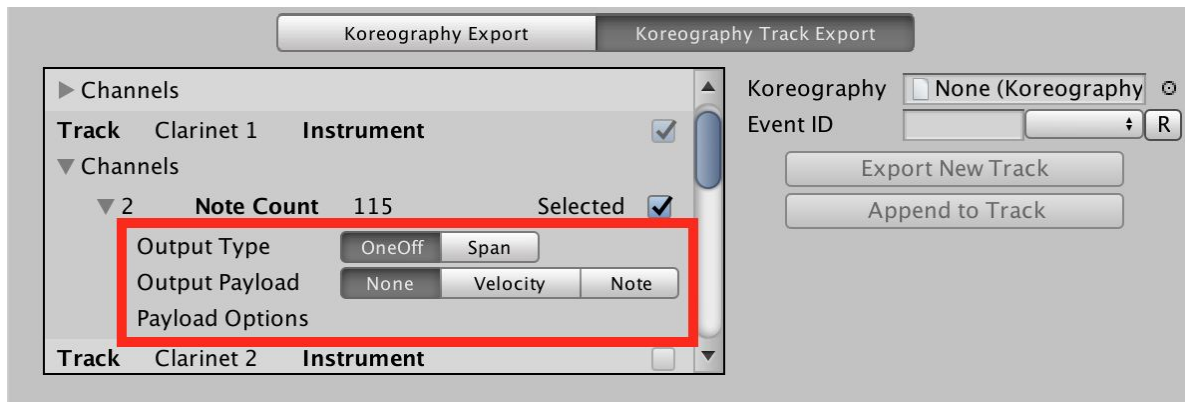 Koreography Export Koreography Track Export
Channels
Track Clarinet 1 Instrument
Channels
2 Note Count 115 Selected
Output Type OneOff Span
Output Payload None Velocity Note
Payload Options
Track Clarinet 2 Instrument
Koreography None (Koreography
Event ID R
Export New Track
Append to Track